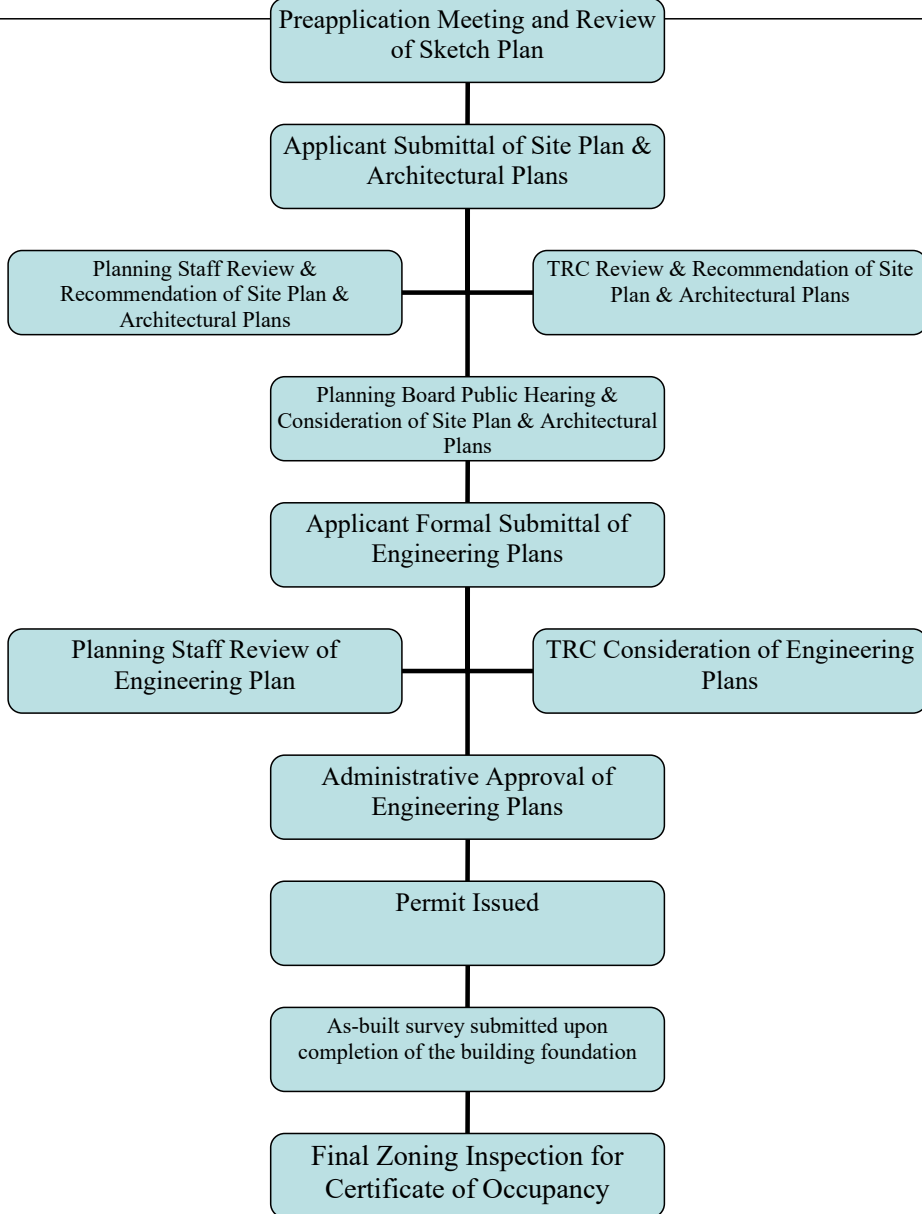 Preapplication Meeting and Review
of Sketch Plan
Applicant Submittal of Site Plan &
Architectural Plans
Planning Staff Review &
Recommendation of Site Plan &
Architectural Plans
TRC Review & Recommendation of Site
Plan & Architectural Plans
Planning Board Public Hearing &
Consideration of Site Plan & Architectural
Plans
Applicant Formal Submittal of
Engineering Plans
Planning Staff Review of
Engineering Plan
TRC Consideration of Engineering
Plans
Administrative Approval of
Engineering Plans
Permit Issued
As-built survey submitted upon
completion of the building foundation
Final Zoning Inspection for
Certificate of Occupancy